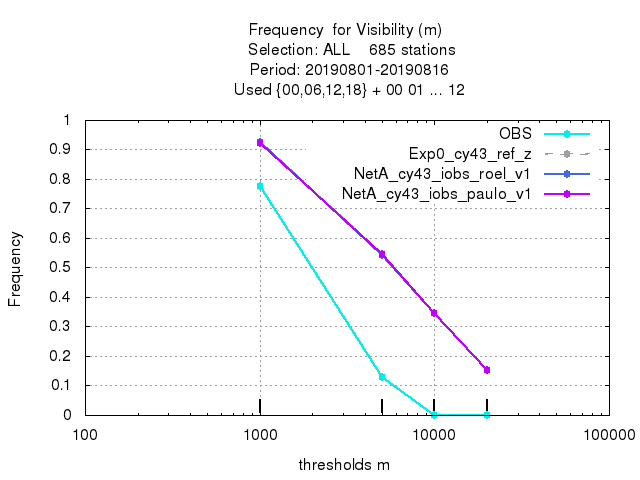 Frequency  for Visibility (m)
Selection: ALL    685 stations
Period: 20190801-20190816
Used {00,06,12,18} + 00 01 ... 12
OBS
Exp0_cy43_ref_z
NetA_cy43_iobs_roel_v1
NetA_cy43_iobs_paulo_v1
1
0.9
0.8
0.7
0.6
0.5
0.4
0.3
0.2
0.1
0
Frequency
100
1000
10000
100000
thresholds m